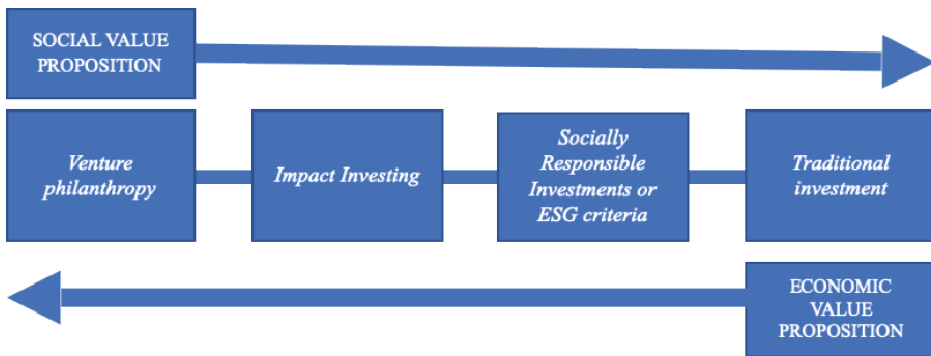 SOCIAL VALUE
PROPOSITION
Venture
philanthropy
Impact Investing
Socially
Responsible
Investments or
ESG criteria
Traditional
investment
ECONOMIC
VALUE
PROPOSITION